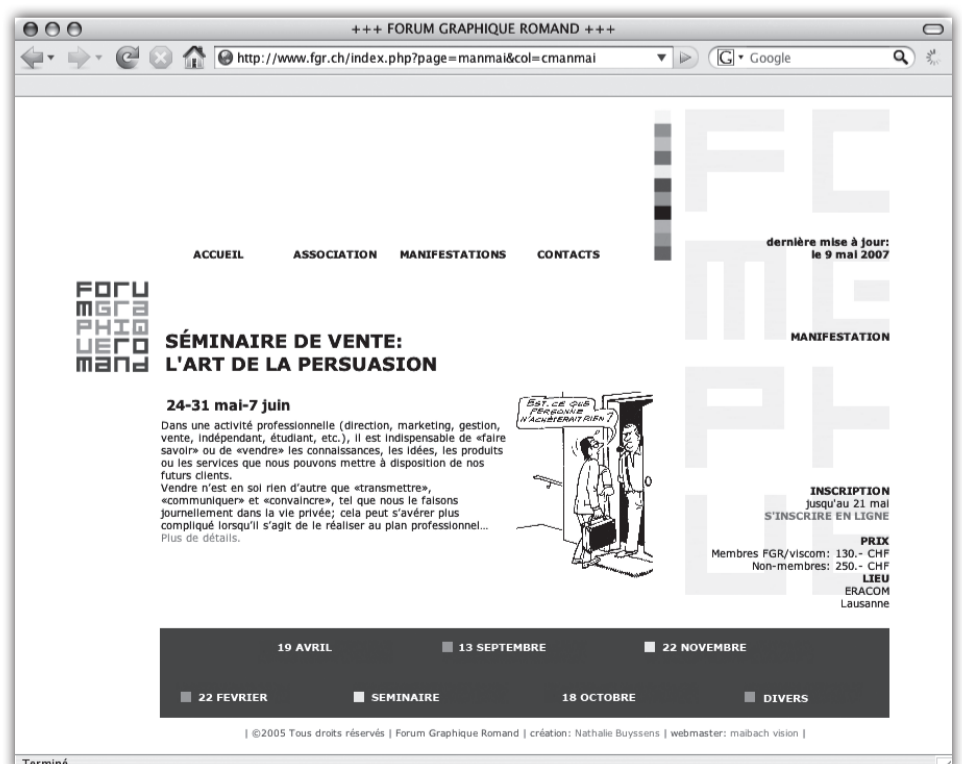 +++ FORUM GRAPHIQUE ROMAND +++
http://www.fgr.ch/index.php?page=manmai&col=cmanmai
G Google
FC
dernière mise à jour:
le 9 mai 2007
ACCUEIL ASSOCIATION MANIFESTATIONS CONTACTS
ME
Foru
mGra
PHIQ
UEro
mand
MANIFESTATION
SÉMINAIRE DE VENTE:
L'ART DE LA PERSUASION
24-31 mai-7 juin
Dans une activité professionnelle (direction, marketing, gestion,
vente, indépendant, étudiant, etc.), il est indispensable de «faire
savoir» ou de «vendre» les connaissances, les idées, les produits
ou les services que nous pouvons mettre à disposition de nos
futurs clients.
Vendre n'est en soi rien d'autre que «transmettre»,
«communiquer» et «convaincre», tel que nous le faisons
journellement dans la vie privée; cela peut s'avérer plus
compliqué lorsqu'il s'agit de le réaliser au plan professionnel...
Plus de détails.
EST-CE QUE
PERSONNE
N'ACHÈTERAIT RIEN ?
INSCRIPTION
jusqu'au 21 mai
S'INSCRIRE EN LIGNE
PRIX
Membres FGR/viscom: 130.- CHF
Non-membres: 250.- CHF
LIEU
ERACOM
Lausanne
19 AVRIL 13 SEPTEMBRE 22 NOVEMBRE
22 FEVRIER SEMINAIRE 18 OCTOBRE DIVERS
| ©2005 Tous droits réservés | Forum Graphique Romand | création: Nathalie Buyssens | webmaster: maibach vision |
Terminé